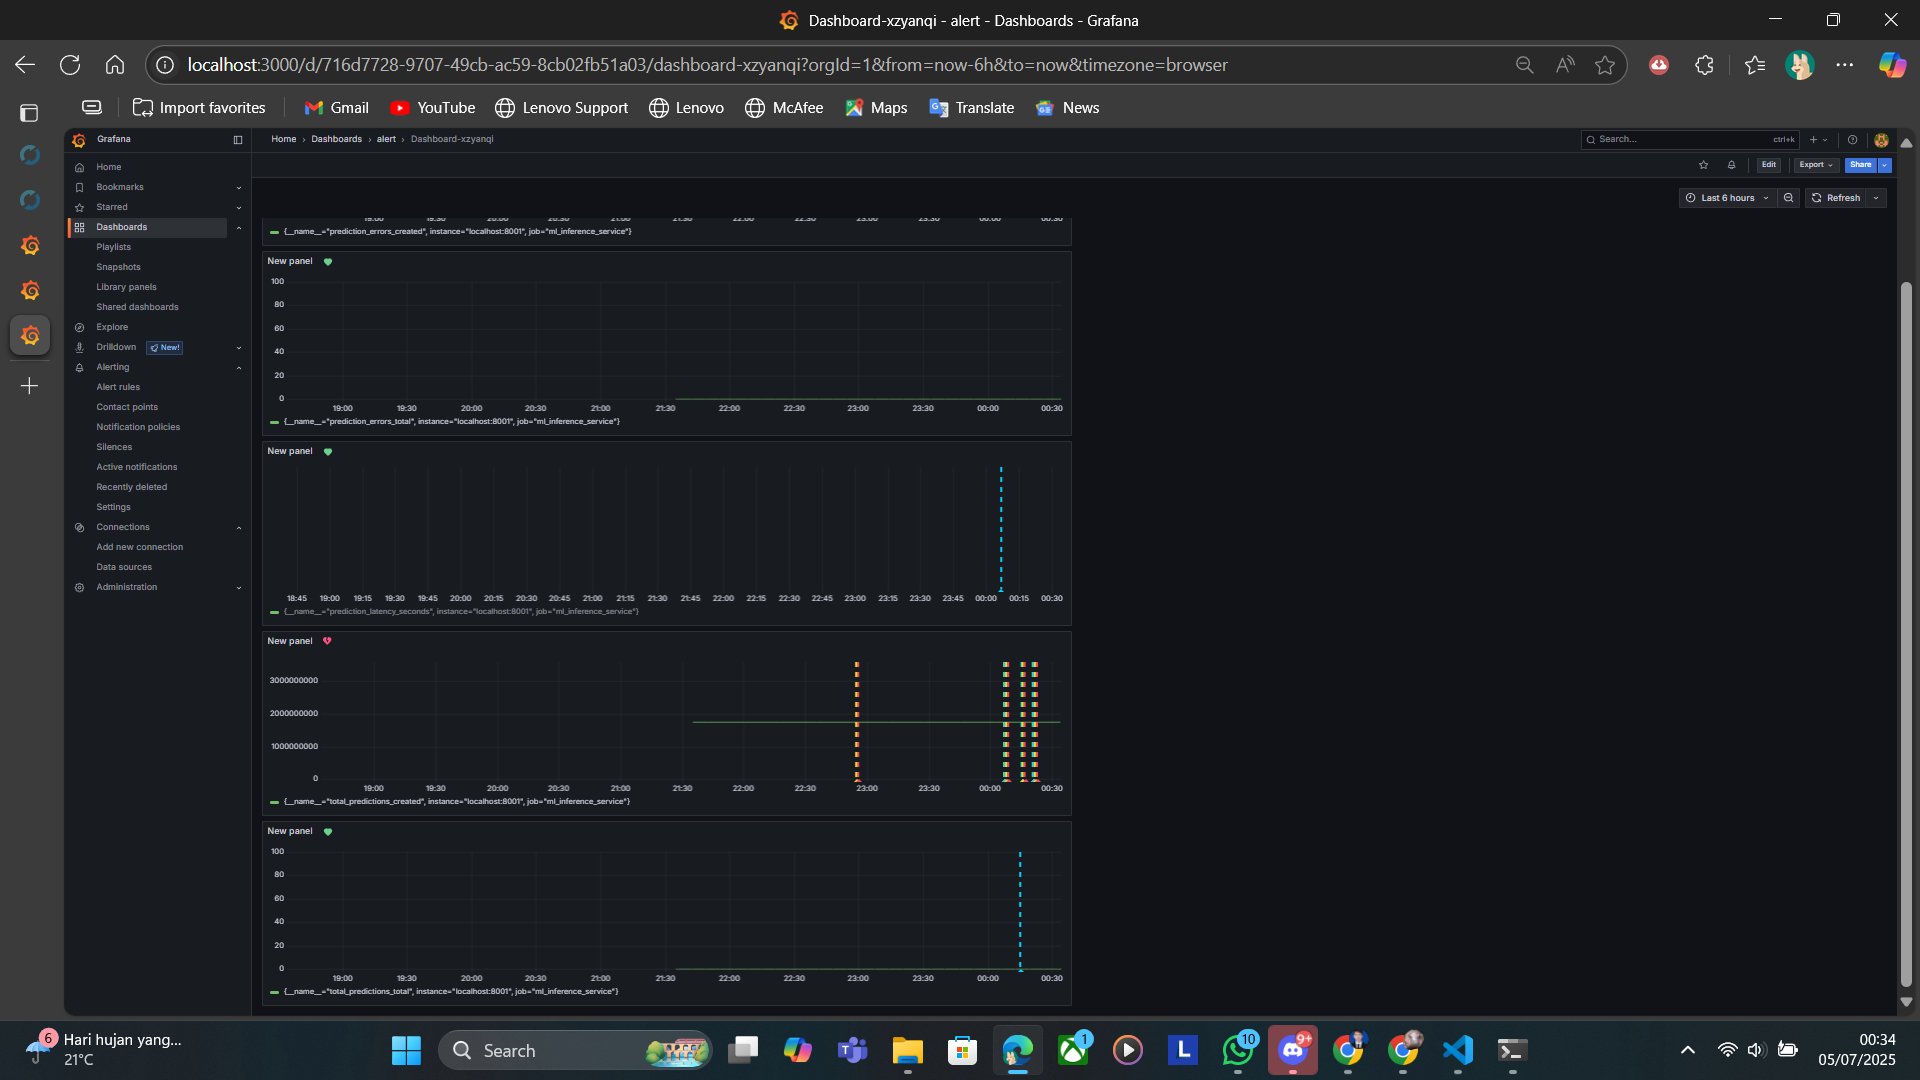 Dashboard-xzyanqi - alert - Dashboards - Grafana
localhost:3000/d/716d7728-9707-49cb-ac59-8cb02fb51a03/dashboard-xzyanqi?orgId=1&from=now-6h&to=now&timezone=browser
Import favorites Gmail YouTube Lenovo Support Lenovo McAfee Maps Translate News
Grafana
Home › Dashboards › alert › Dashboard-xzyanqi
Search... ctrl+k
Edit Export Share
Last 6 hours Refresh
Home
Bookmarks
Starred
Dashboards
Playlists
Snapshots
Library panels
Shared dashboards
Explore
Drilldown New!
Alerting
Alert rules
Contact points
Notification policies
Silences
Active notifications
Recently deleted
Settings
Connections
Add new connection
Data sources
Administration
19:00 19:30 20:00 20:30 21:00 21:30 22:00 22:30 23:00 23:30 00:00 00:30
{__name__="prediction_errors_created", instance="localhost:8001", job="ml_inference_service"}
New panel
100
80
60
40
20
0
19:00 19:30 20:00 20:30 21:00 21:30 22:00 22:30 23:00 23:30 00:00 00:30
{__name__="prediction_errors_total", instance="localhost:8001", job="ml_inference_service"}
New panel
18:45 19:00 19:15 19:30 19:45 20:00 20:15 20:30 20:45 21:00 21:15 21:30 21:45 22:00 22:15 22:30 22:45 23:00 23:15 23:30 23:45 00:00 00:15 00:30
{__name__="prediction_latency_seconds", instance="localhost:8001", job="ml_inference_service"}
New panel
3000000000
2000000000
1000000000
0
19:00 19:30 20:00 20:30 21:00 21:30 22:00 22:30 23:00 23:30 00:00 00:30
{__name__="total_predictions_created", instance="localhost:8001", job="ml_inference_service"}
New panel
100
80
60
40
20
0
19:00 19:30 20:00 20:30 21:00 21:30 22:00 22:30 23:00 23:30 00:00 00:30
{__name__="total_predictions_total", instance="localhost:8001", job="ml_inference_service"}
6 Hari hujan yang...
21°C
Search
1
L
10
9+
00:34
05/07/2025